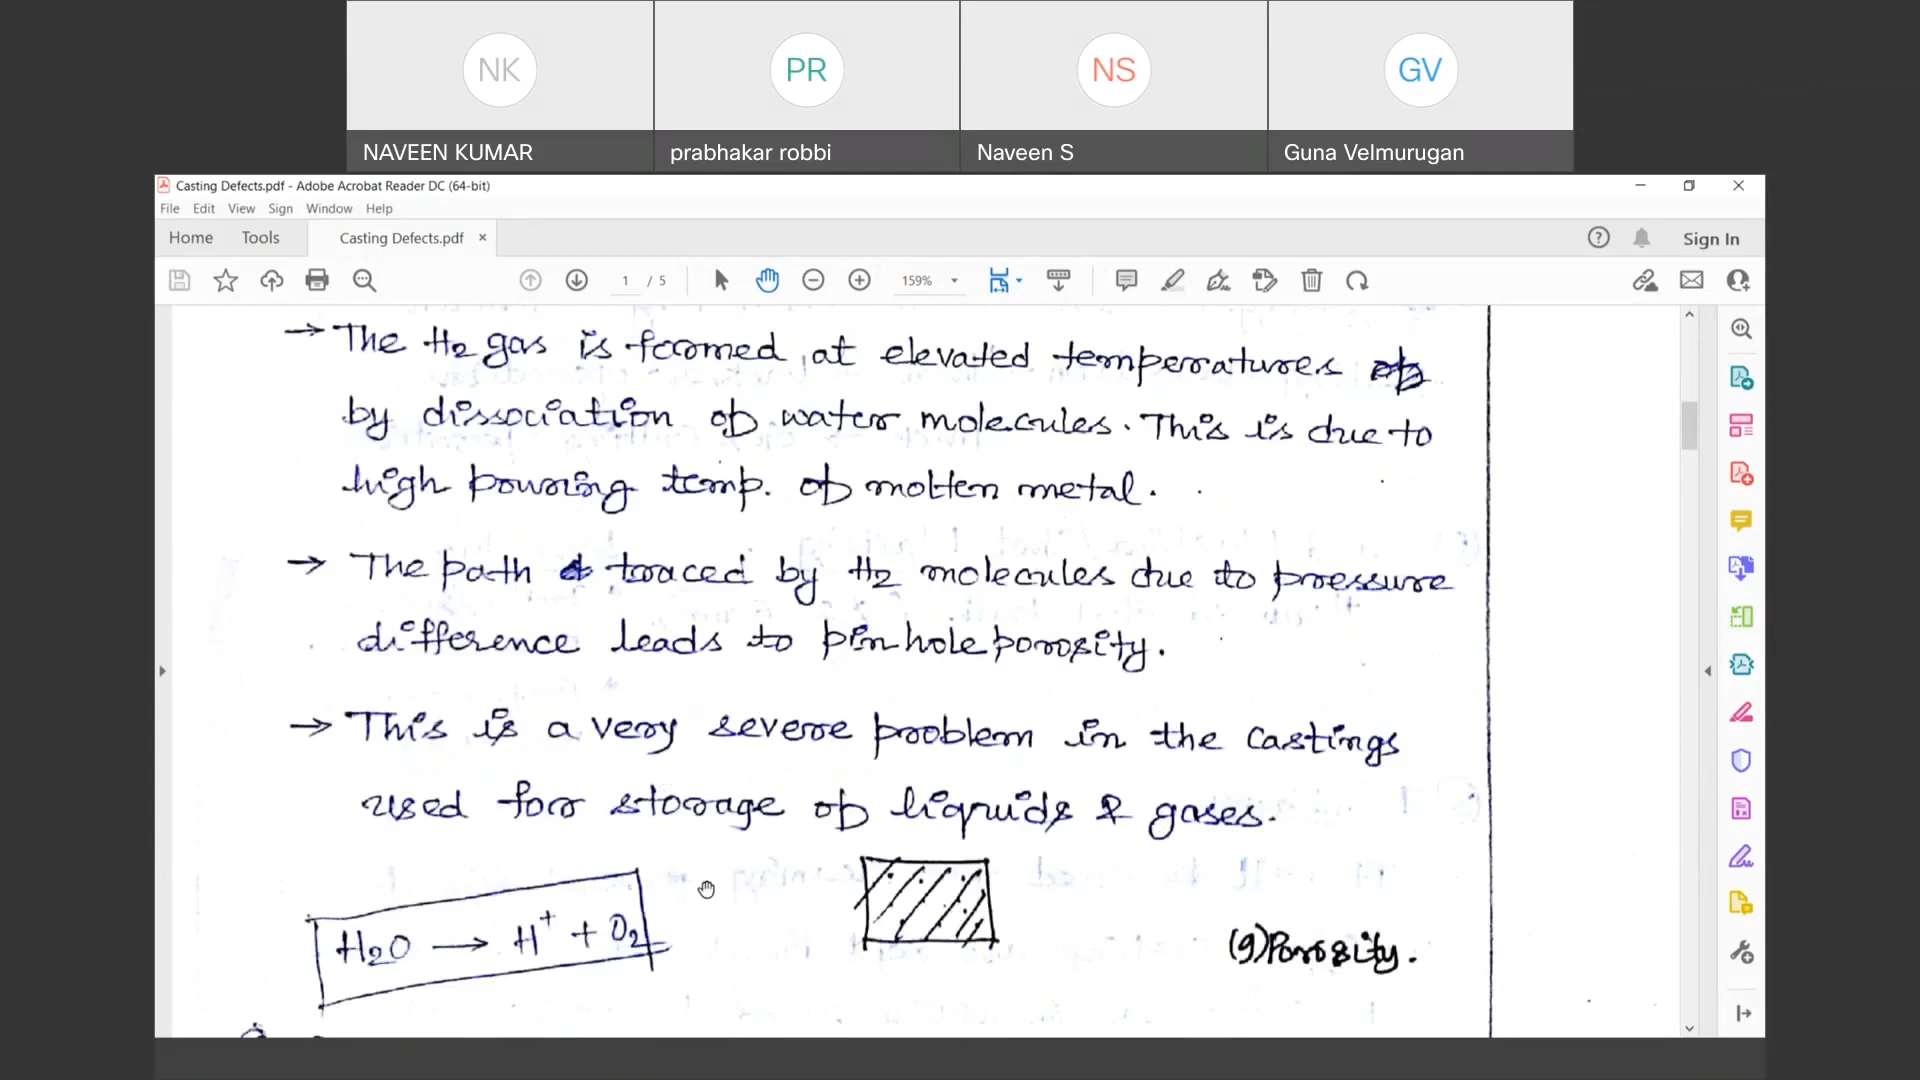 NK
PR
NS
GV
NAVEEN KUMAR
prabhakar robbi
Naveen S
Guna Velmurugan
Casting Defects.pdf - Adobe Acrobat Reader DC (64-bit)
File Edit View Sign Window Help
Home Tools Casting Defects.pdf × Sign In
1 / 5 159%
→ The H2 gas is formed, at elevated temperatures
by dissociation of water molecules. This is due to
high pouring temp. of molten metal.
→ The path traced by H2 molecules due to pressure
difference leads to pin hole porosity.
→ This is a very severe problem in the castings
used for storage of liquids & gases.
H2O → H+ + O2
(9) Porosity.